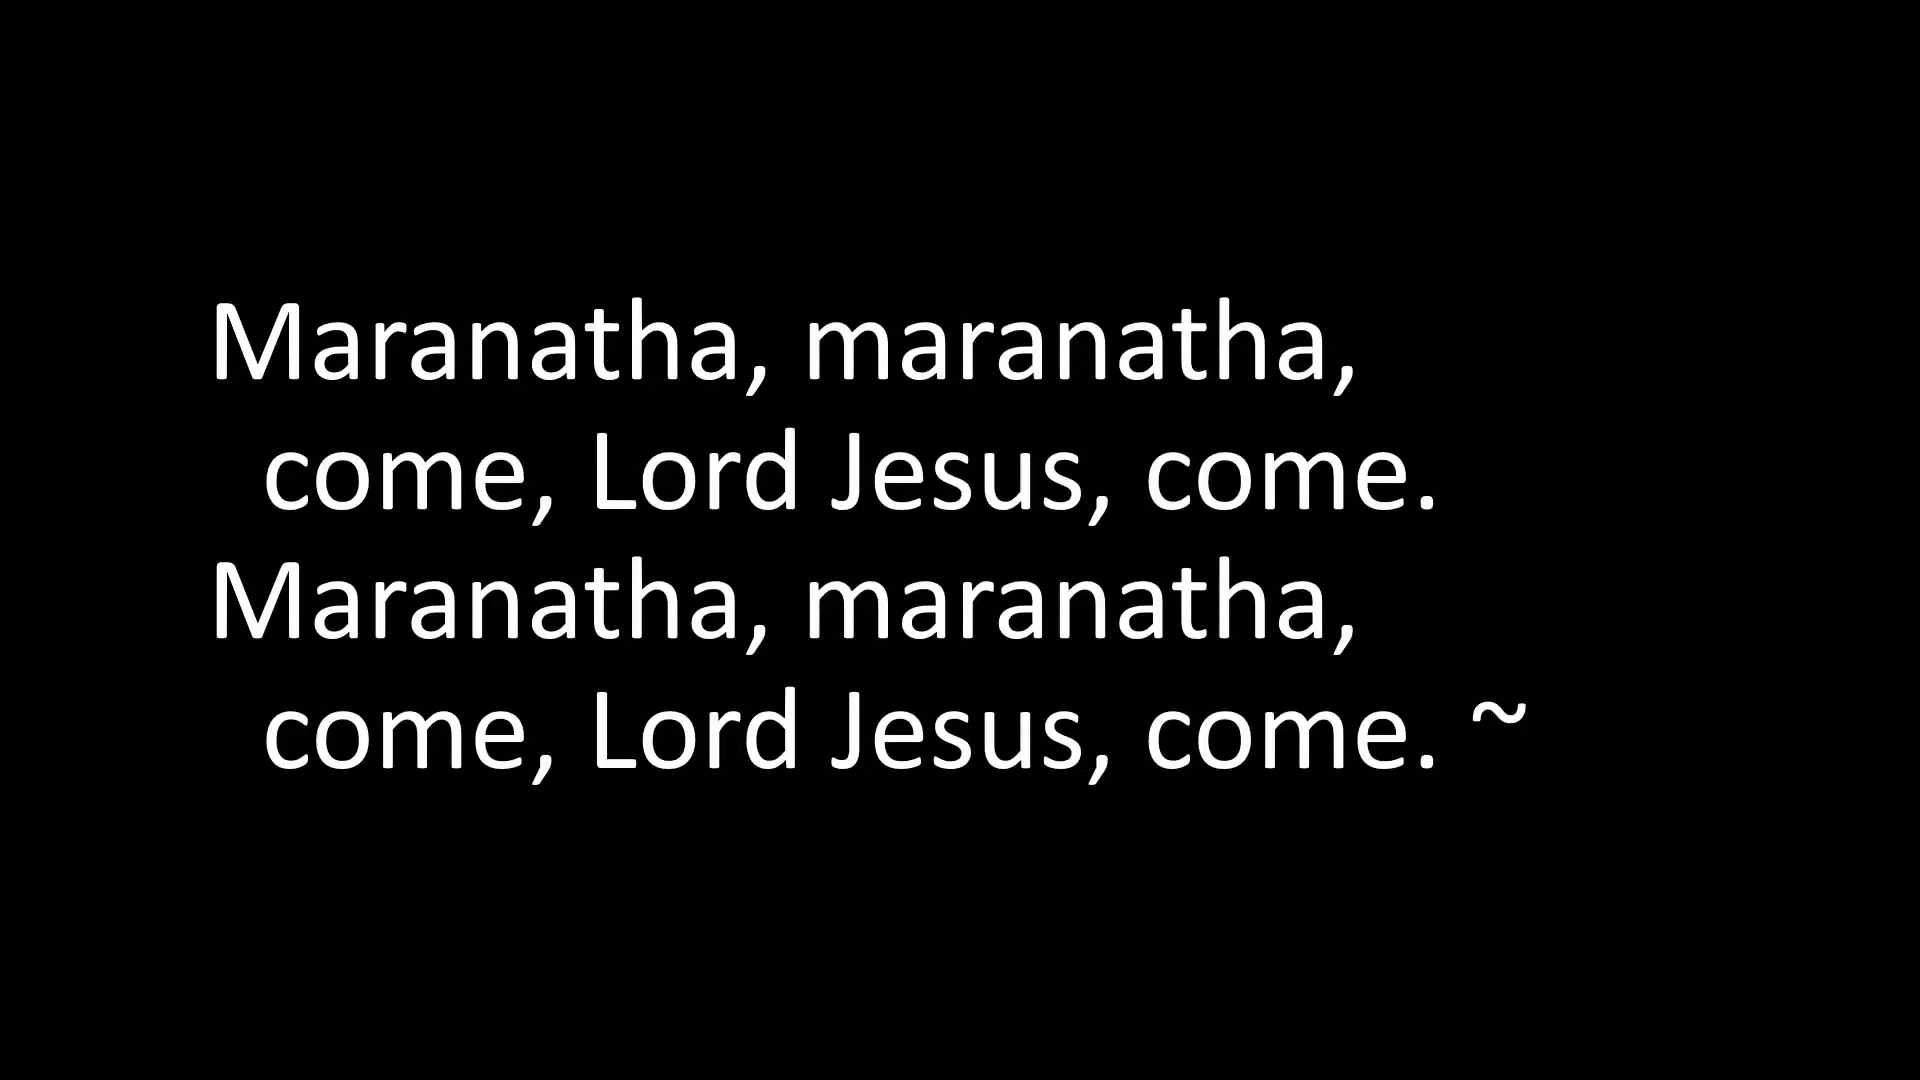 Maranatha, maranatha,
come, Lord Jesus, come.
Maranatha, maranatha,
come, Lord Jesus, come. ~